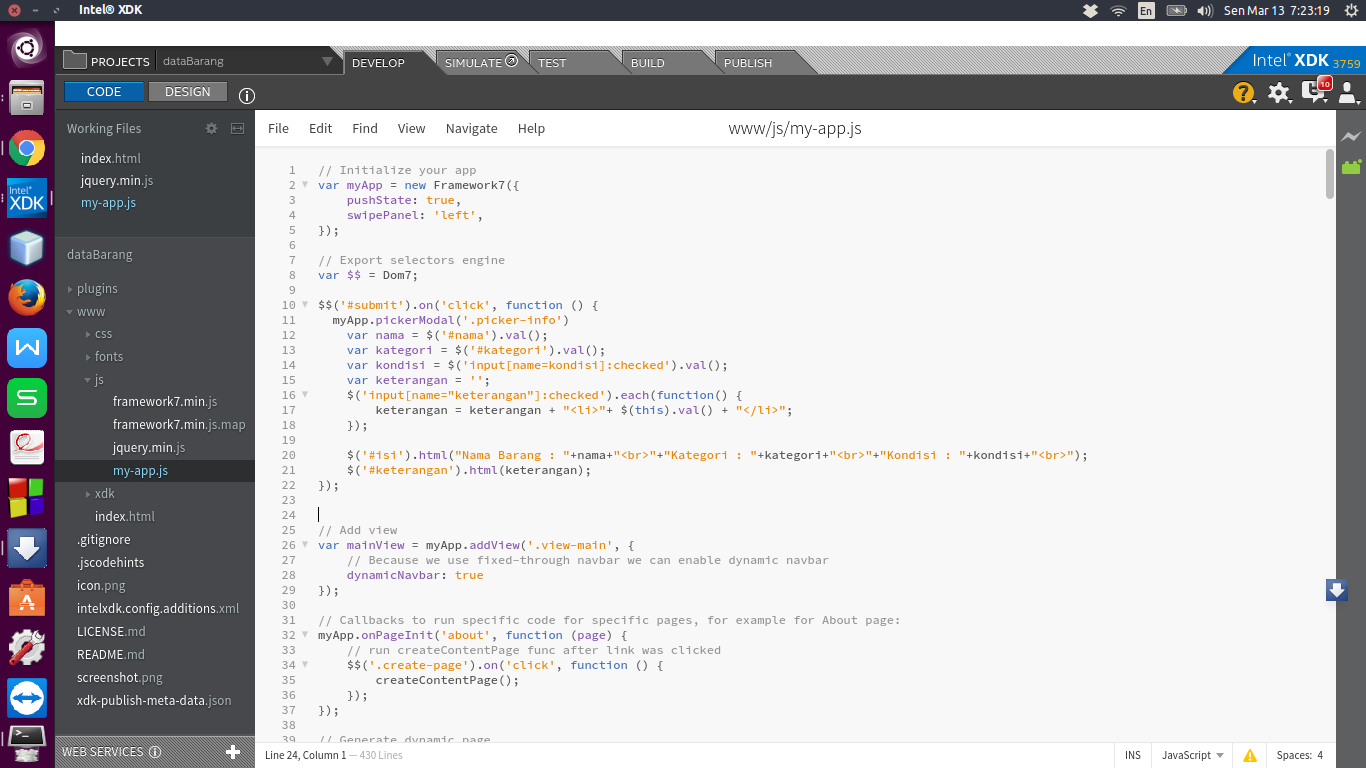 Intel® XDK
En
Sen Mar 13 7:23:19
PROJECTS
dataBarang
DEVELOP
SIMULATE
TEST
BUILD
PUBLISH
Intel® XDK 3759
CODE
DESIGN
10
Working Files
index.html
jquery.min.js
my-app.js
dataBarang
plugins
www
css
fonts
js
framework7.min.js
framework7.min.js.map
jquery.min.js
my-app.js
xdk
index.html
.gitignore
.jscodehints
icon.png
intelxdk.config.additions.xml
LICENSE.md
README.md
screenshot.png
xdk-publish-meta-data.json
WEB SERVICES
File Edit Find View Navigate Help
www/js/my-app.js
1 // Initialize your app
2 var myApp = new Framework7({
3     pushState: true,
4     swipePanel: 'left',
5 });
6
7 // Export selectors engine
8 var $$ = Dom7;
9
10 $$('#submit').on('click', function () {
11   myApp.pickerModal('.picker-info')
12     var nama = $('#nama').val();
13     var kategori = $('#kategori').val();
14     var kondisi = $('input[name=kondisi]:checked').val();
15     var keterangan = '';
16     $('input[name="keterangan"]:checked').each(function() {
17         keterangan = keterangan + "<li>"+ $(this).val() + "</li>";
18     });
19
20     $('#isi').html("Nama Barang : "+nama+"<br>"+"Kategori : "+kategori+"<br>"+"Kondisi : "+kondisi+"<br>");
21     $('#keterangan').html(keterangan);
22 });
23
24
25 // Add view
26 var mainView = myApp.addView('.view-main', {
27     // Because we use fixed-through navbar we can enable dynamic navbar
28     dynamicNavbar: true
29 });
30
31 // Callbacks to run specific code for specific pages, for example for About page:
32 myApp.onPageInit('about', function (page) {
33     // run createContentPage func after link was clicked
34     $$('.create-page').on('click', function () {
35         createContentPage();
36     });
37 });
38
39 // Generate dynamic page
Line 24, Column 1 — 430 Lines
INS
JavaScript
Spaces: 4
intel XDK